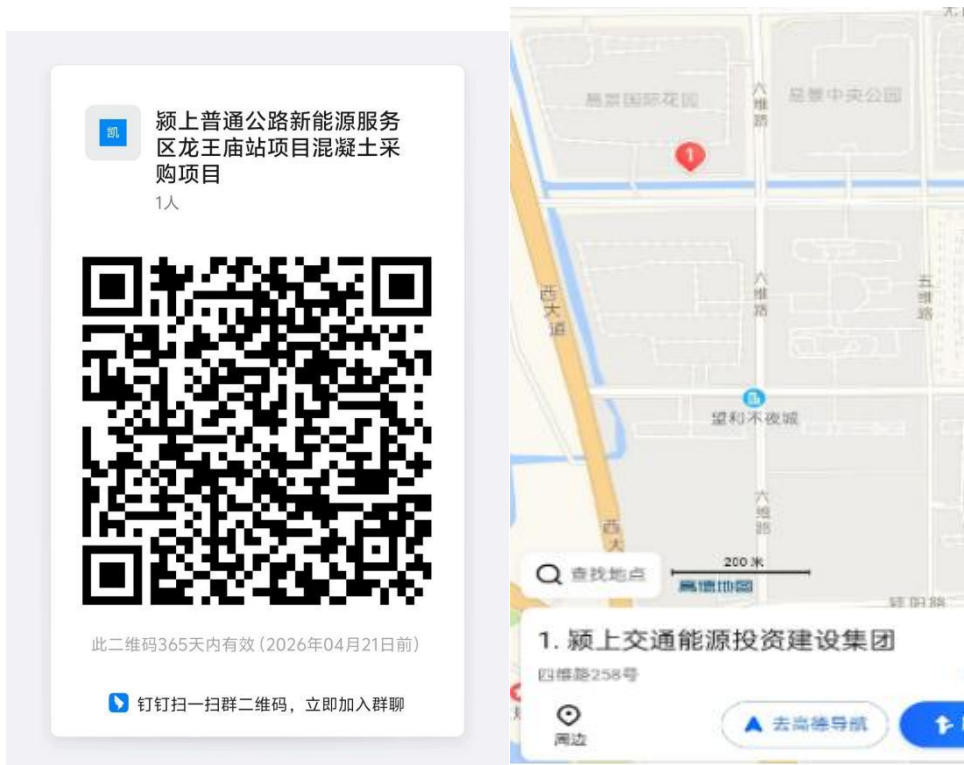 凯
颍上普通公路新能源服务
区龙王庙站项目混凝土采
购项目
1人
此二维码365天内有效 (2026年04月21日前)
钉钉扫一扫群二维码，立即加入群聊
易景国际花园
六维路
易景中央公园
1
西大道
六维路
五维路
望和不夜城
六维路
西大
查找地点
200 米
高德地图
1. 颍上交通能源投资建设集团
四维路258号
周边
去高德导航